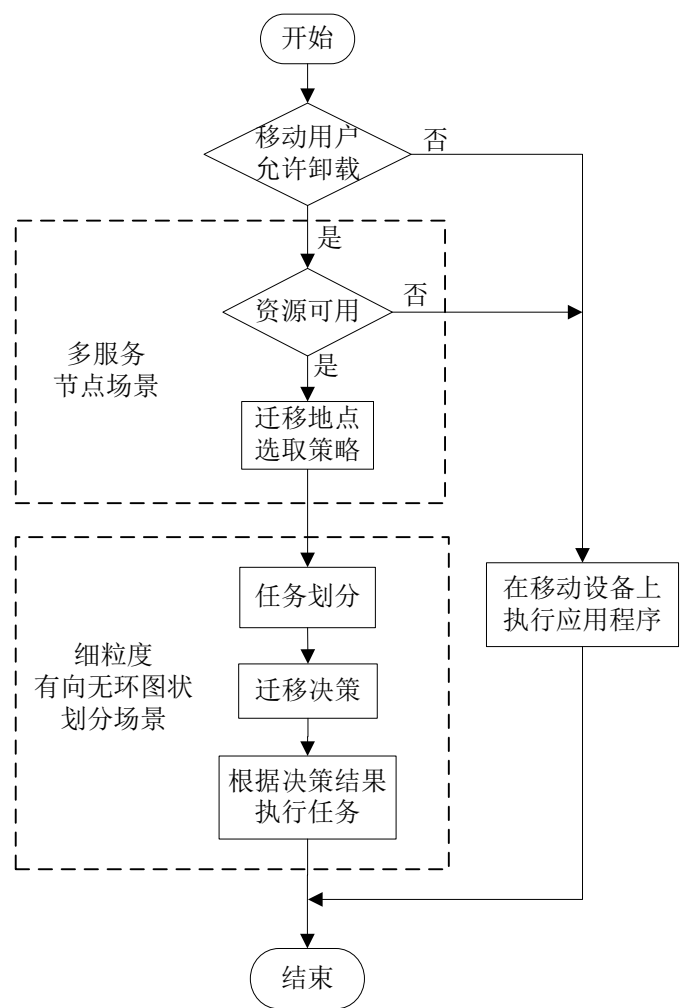 开始
移动用户
允许卸载
否
是
资源可用
否
多服务
节点场景
是
迁移地点
选取策略
任务划分
在移动设备上
执行应用程序
细粒度
有向无环图状
划分场景
迁移决策
根据决策结果
执行任务
结束